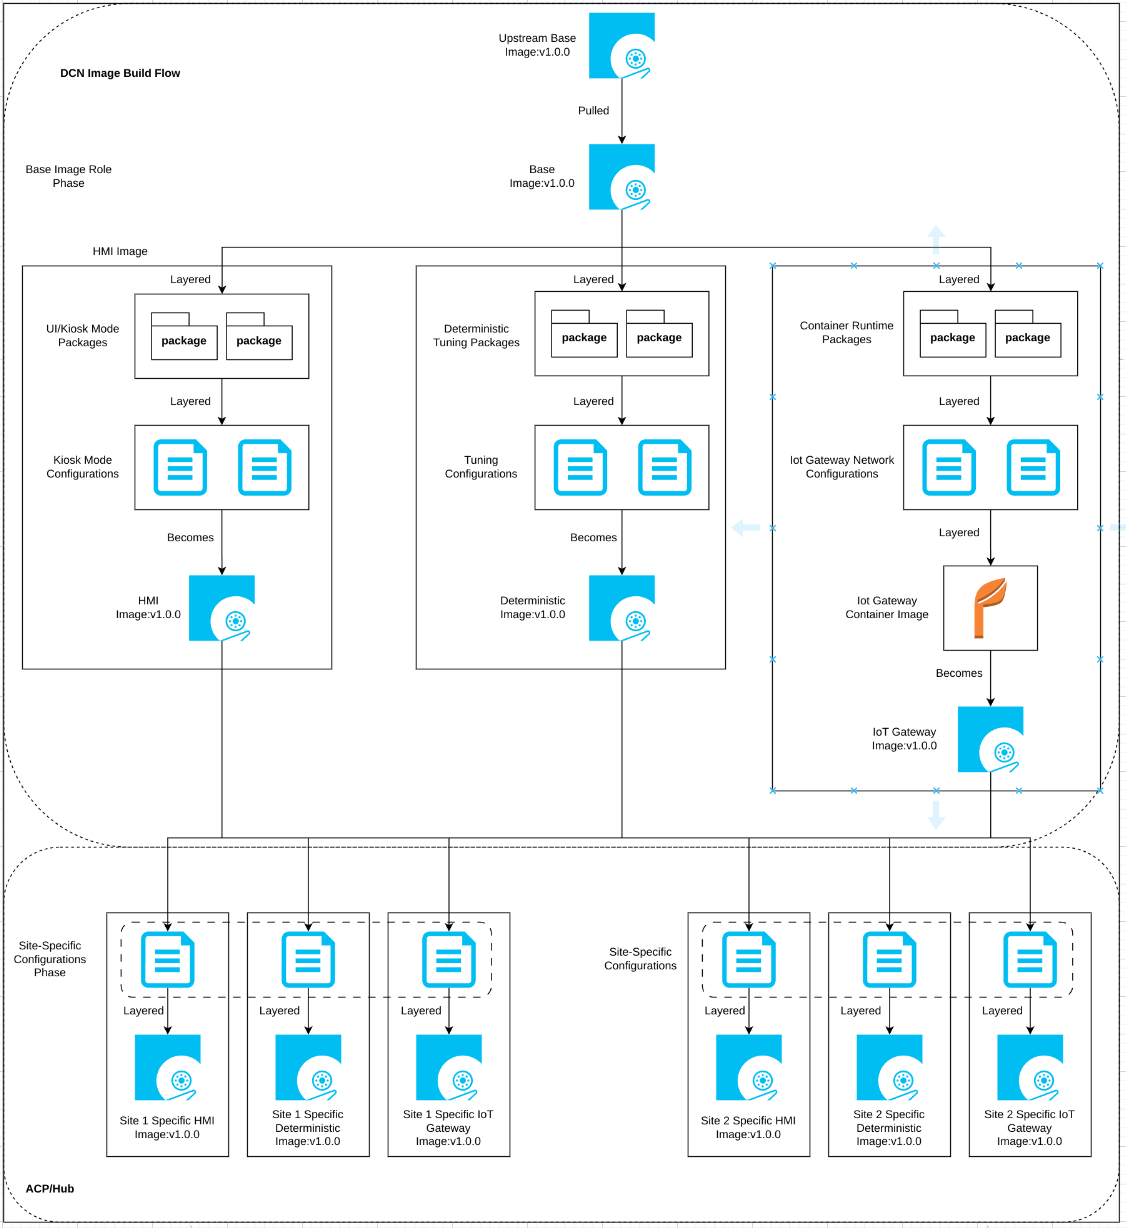 Upstream Base
Image:v1.0.0
DCN Image Build Flow
Pulled
Base Image Role
Phase
Base
Image:v1.0.0
HMI Image
Layered
Layered
Layered
UI/Kiosk Mode
Packages
package
package
Deterministic
Tuning Packages
package
package
Container Runtime
Packages
package
package
Layered
Layered
Layered
Kiosk Mode
Configurations
Tuning
Configurations
Iot Gateway Network
Configurations
Becomes
Becomes
Layered
HMI
Image:v1.0.0
Deterministic
Image:v1.0.0
Iot Gateway
Container Image
Becomes
IoT Gateway
Image:v1.0.0
Site-Specific
Configurations
Phase
Site-Specific
Configurations
Layered
Layered
Layered
Layered
Layered
Layered
Site 1 Specific HMI
Image:v1.0.0
Site 1 Specific
Deterministic
Image:v1.0.0
Site 1 Specific IoT
Gateway
Image:v1.0.0
Site 2 Specific HMI
Image:v1.0.0
Site 2 Specific
Deterministic
Image:v1.0.0
Site 2 Specific IoT
Gateway
Image:v1.0.0
ACP/Hub